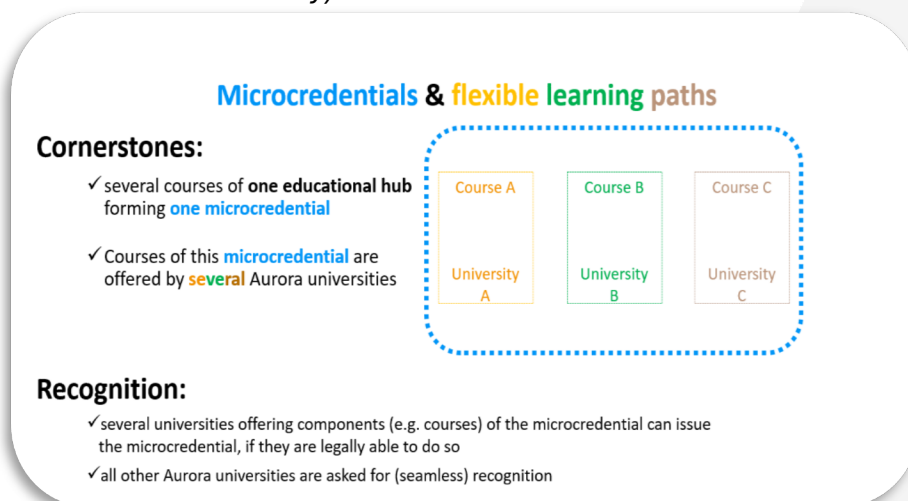 Microcredentials & flexible learning paths
Cornerstones:
✓several courses of one educational hub
forming one microcredential
✓Courses of this microcredential are
offered by several Aurora universities
Course A
University
A
Course B
University
B
Course C
University
C
Recognition:
✓several universities offering components (e.g. courses) of the microcredential can issue
the microcredential, if they are legally able to do so
✓all other Aurora universities are asked for (seamless) recognition